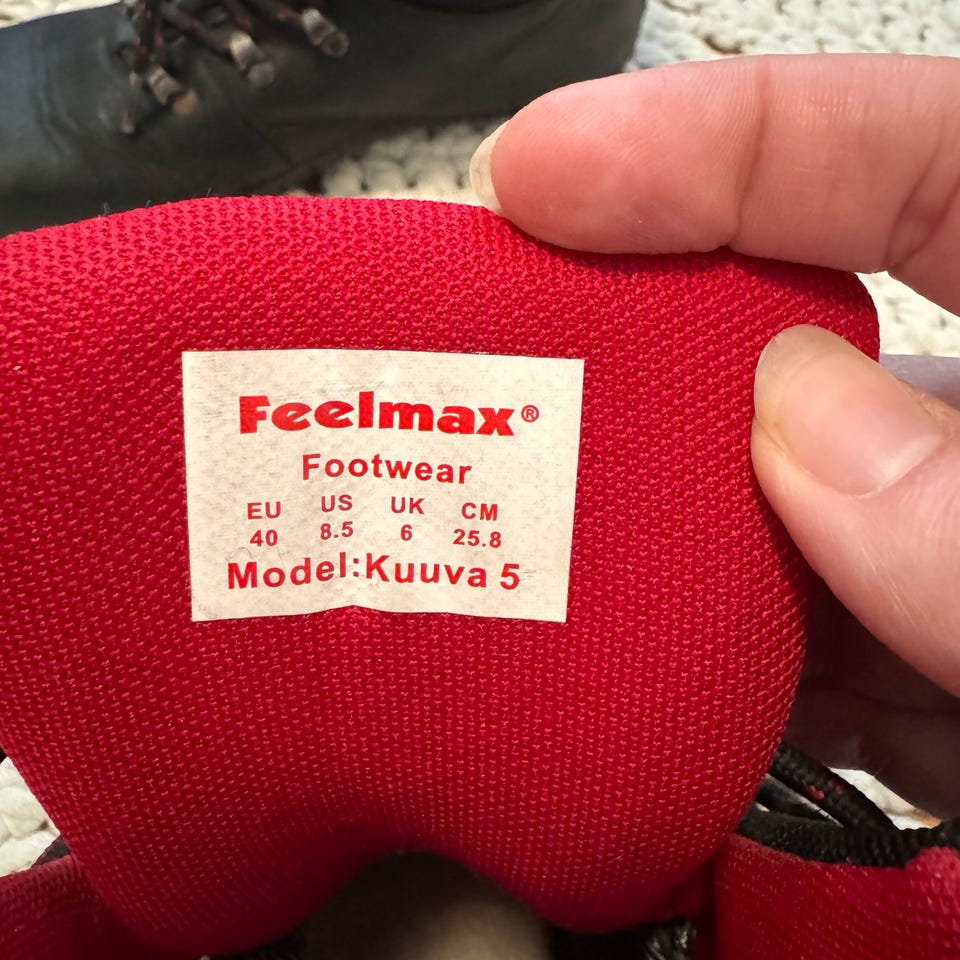 Feelmax®
Footwear
EU US UK CM
40 8.5 6 25.8
Model:Kuuva 5